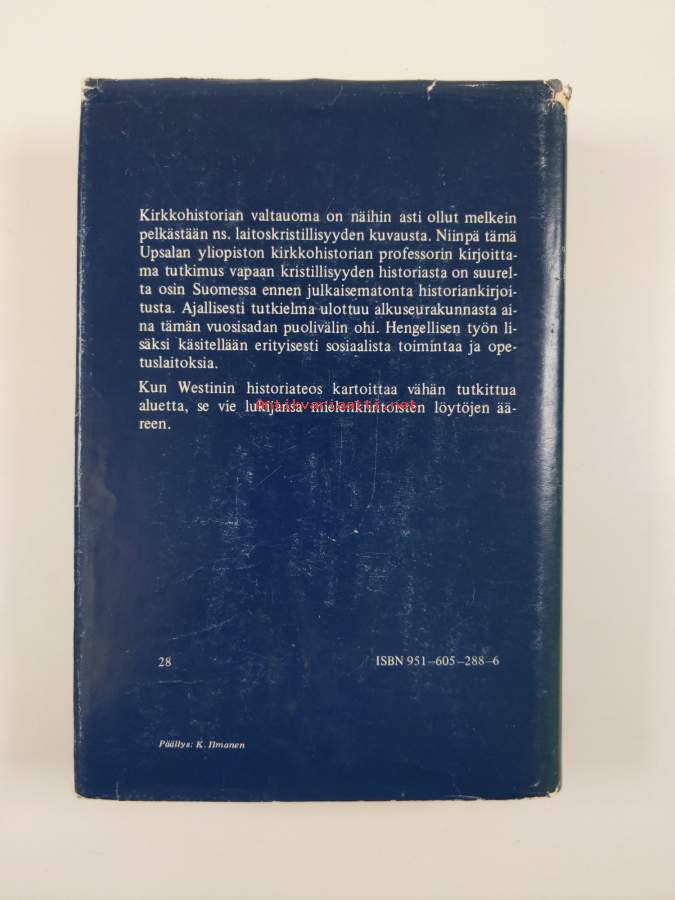 Kirkkohistorian valtauoma on näihin asti ollut melkein
pelkästään ns. laitoskristillisyyden kuvausta. Niinpä tämä
Upsalan yliopiston kirkkohistorian professorin kirjoitta-
ma tutkimus vapaan kristillisyyden historiasta on suurel-
ta osin Suomessa ennen julkaisematonta historiankirjoi-
tusta. Ajallisesti tutkielma ulottuu alkuseurakunnasta ai-
na tämän vuosisadan puolivälin ohi. Hengellisen työn li-
säksi käsitellään erityisesti sosiaalista toimintaa ja ope-
tuslaitoksia.
Kun Westinin historiateos kartoittaa vähän tutkittua
Antikvariaatti.net
aluetta, se vie lukijansa mielenkiintoisten löytöjen ää-
reen.
28
ISBN 951-605-288-6
Päällys: K. Ilmanen